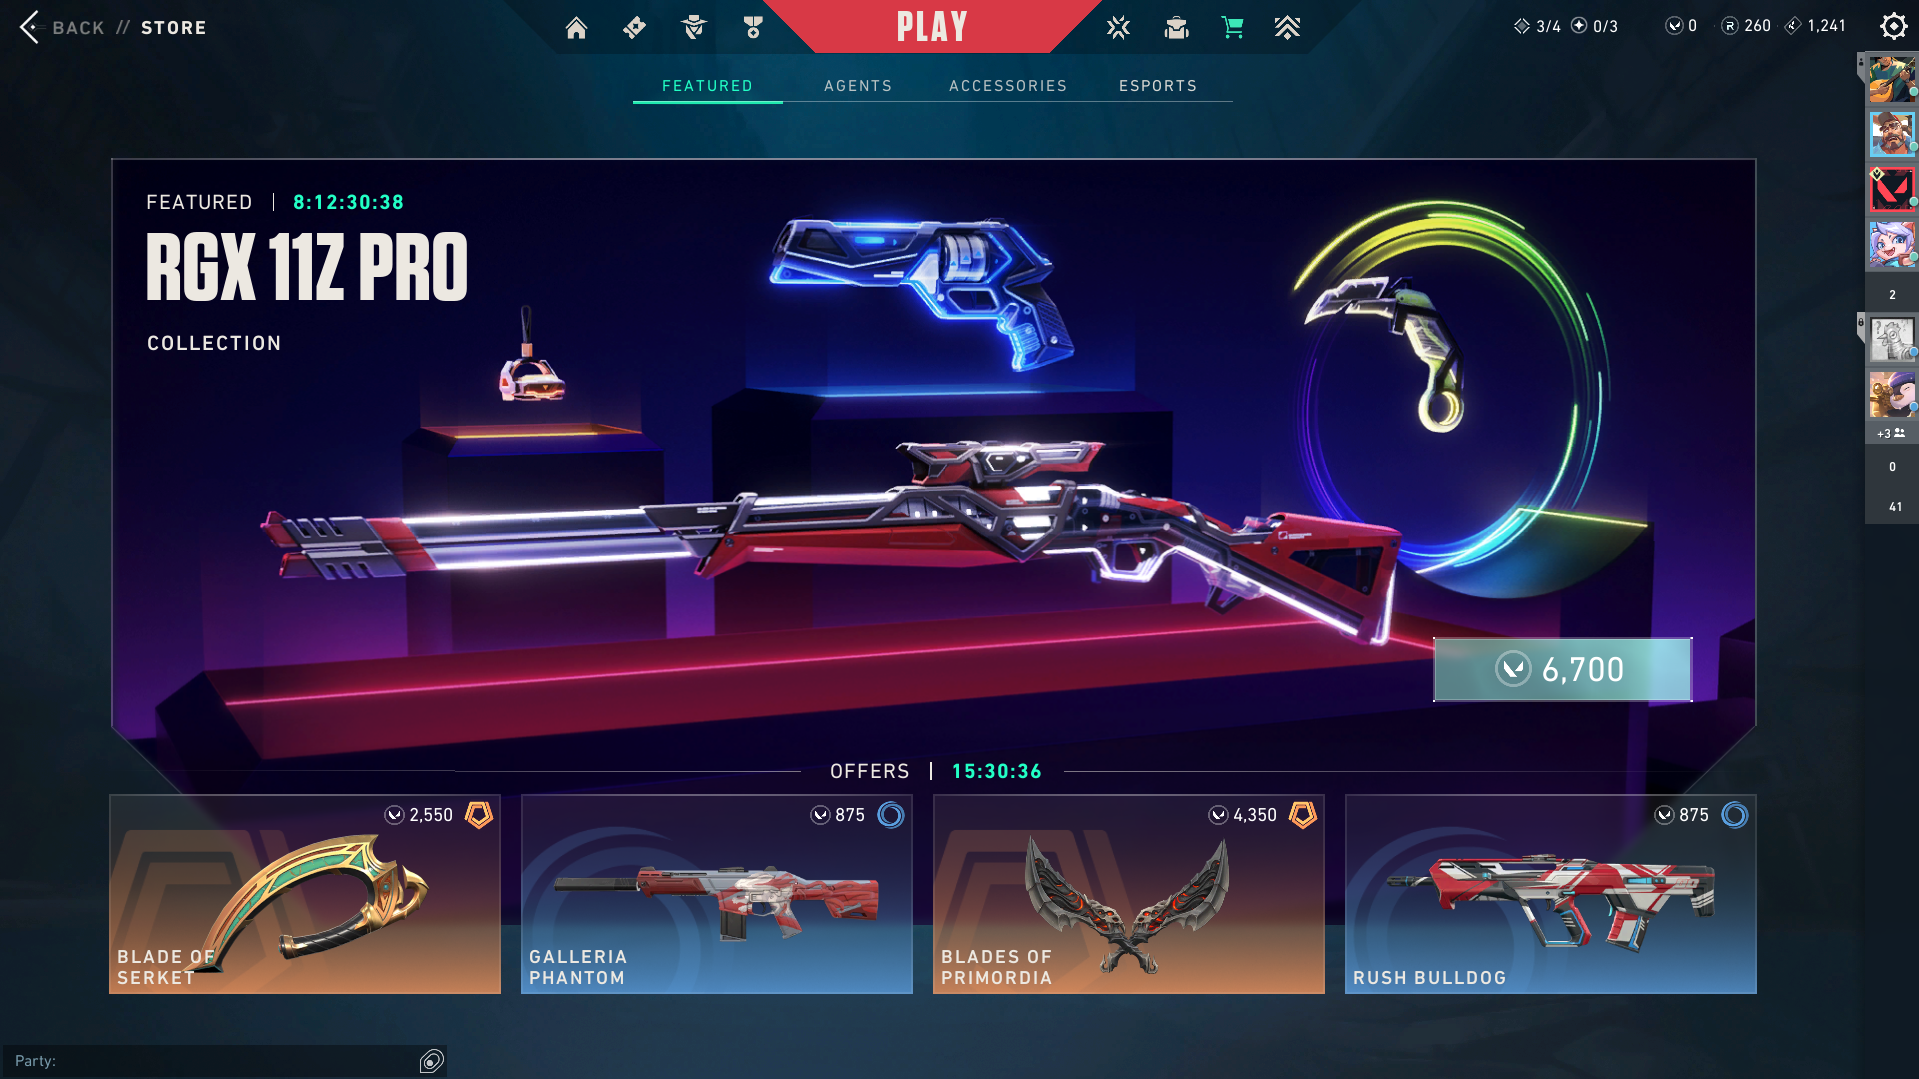 BACK // STORE
PLAY
3/4 0/3 0 260 1,241
FEATURED AGENTS ACCESSORIES ESPORTS
FEATURED | 8:12:30:38
RGX 11Z PRO
COLLECTION
6,700
OFFERS | 15:30:36
2,550
BLADE OF
SERKET
875
GALLERIA
PHANTOM
4,350
BLADES OF
PRIMORDIA
875
RUSH BULLDOG
2
+3
0
41
Party: